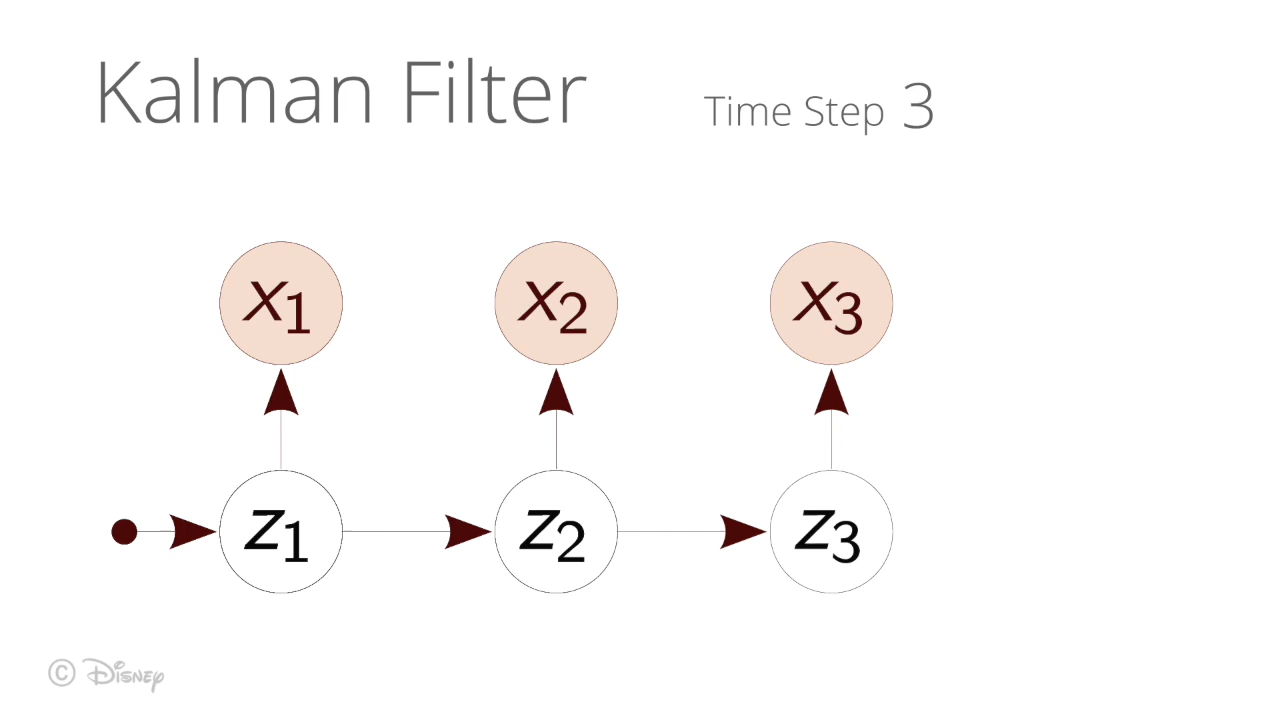 Kalman Filter
Time Step 3
x1 x2 x3
z1 z2 z3
© Disney